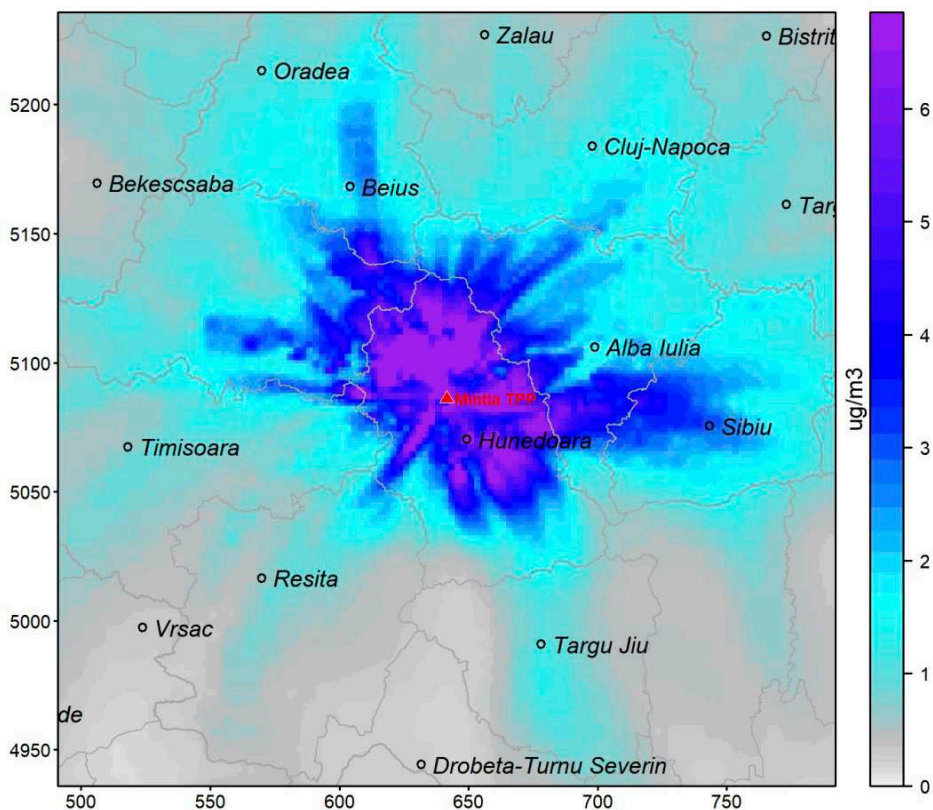 Zalau
Bistrit
Oradea
5200
6
Cluj-Napoca
Bekescsaba
Beius
Targ
5
5150
4
ug/m3
5100
Alba Iulia
Mintia TPP
Sibiu
Hunedoara
3
Timisoara
5050
2
Resita
5000
Vrsac
Targu Jiu
1
de
4950
Drobeta-Turnu Severin
0
500
550
600
650
700
750